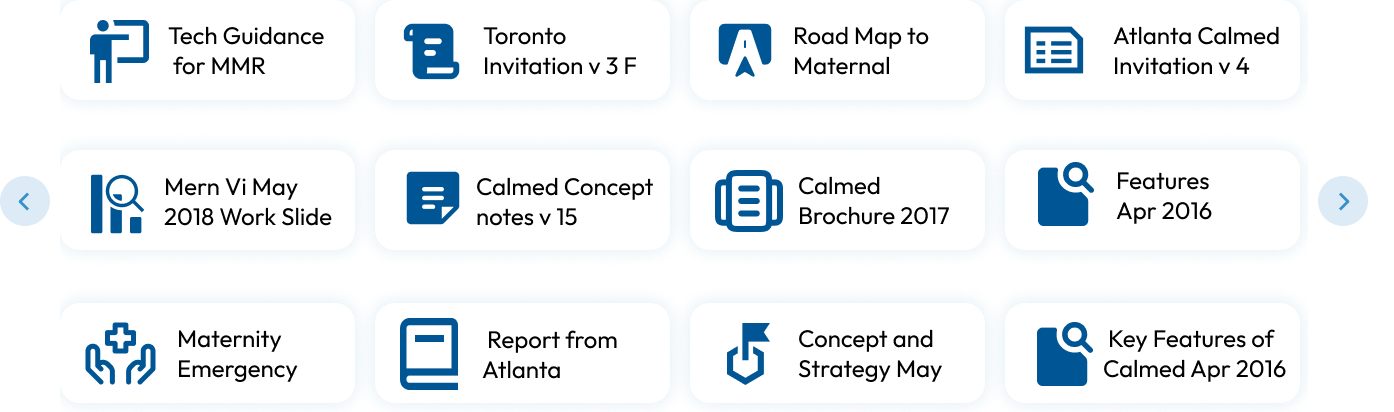 Tech Guidance
for MMR
Toronto
Invitation v 3 F
Road Map to
Maternal
Atlanta Calmed
Invitation v 4
Mern Vi May
2018 Work Slide
Calmed Concept
notes v 15
Calmed
Brochure 2017
Features
Apr 2016
Maternity
Emergency
Report from
Atlanta
Concept and
Strategy May
Key Features of
Calmed Apr 2016